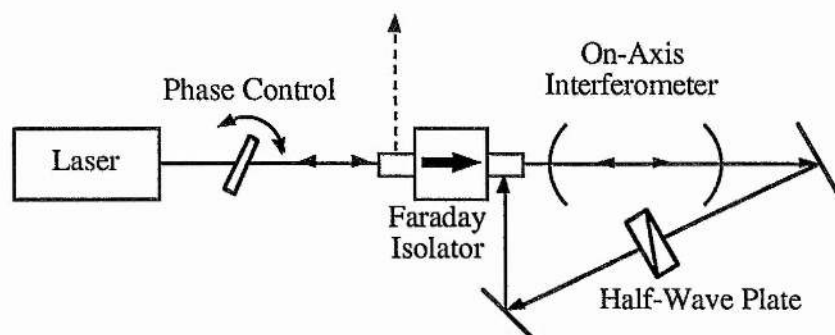 On-Axis
Interferometer
Phase Control
Laser
Faraday
Isolator
Half-Wave Plate